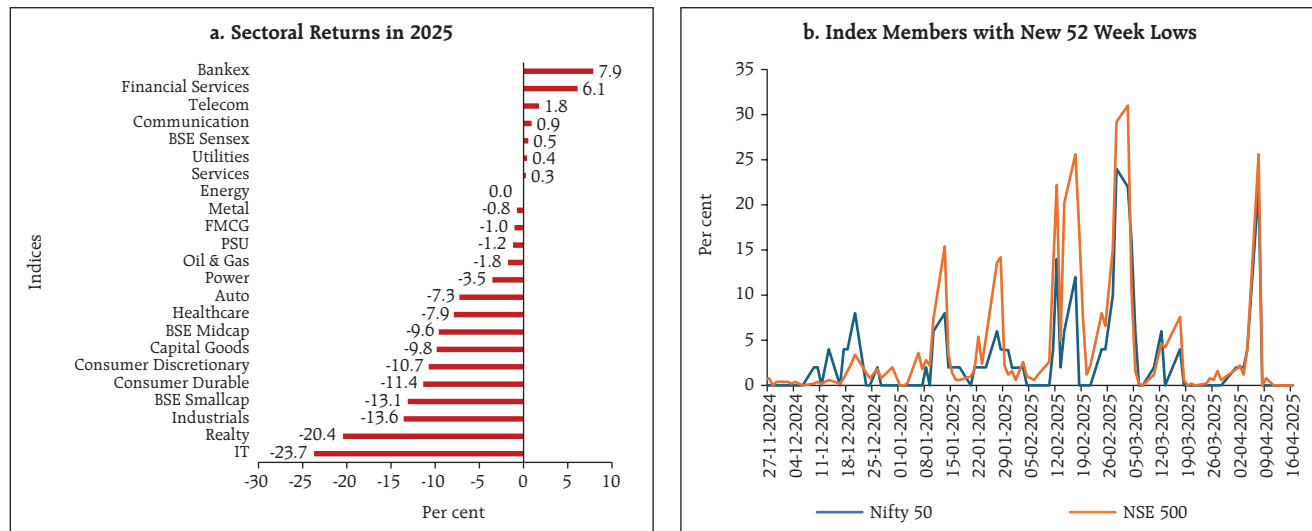 a. Sectoral Returns in 2025
Indices
Bankex 7.9
Financial Services 6.1
Telecom 1.8
Communication 0.9
BSE Sensex 0.5
Utilities 0.4
Services 0.3
Energy 0.0
Metal -0.8
FMCG -1.0
PSU -1.2
Oil & Gas -1.8
Power -3.5
Auto -7.3
Healthcare -7.9
BSE Midcap -9.6
Capital Goods -9.8
Consumer Discretionary -10.7
Consumer Durable -11.4
BSE Smallcap -13.1
Industrials -13.6
Realty -20.4
IT -23.7
-30 -25 -20 -15 -10 -5 0 5 10
Per cent
b. Index Members with New 52 Week Lows
Per cent
35
30
25
20
15
10
5
0
27-11-2024
04-12-2024
11-12-2024
18-12-2024
25-12-2024
01-01-2025
08-01-2025
15-01-2025
22-01-2025
29-01-2025
05-02-2025
12-02-2025
19-02-2025
26-02-2025
05-03-2025
12-03-2025
19-03-2025
26-03-2025
02-04-2025
09-04-2025
16-04-2025
Nifty 50 NSE 500